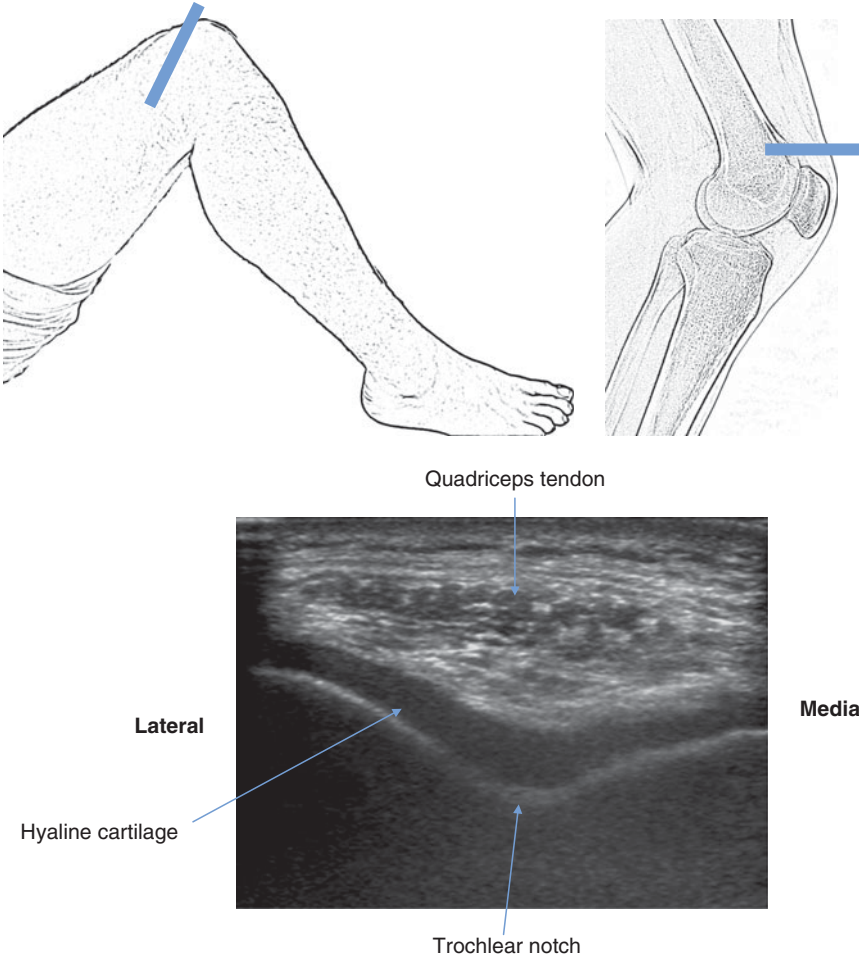 Quadriceps tendon
Lateral
Media
Hyaline cartilage
Trochlear notch